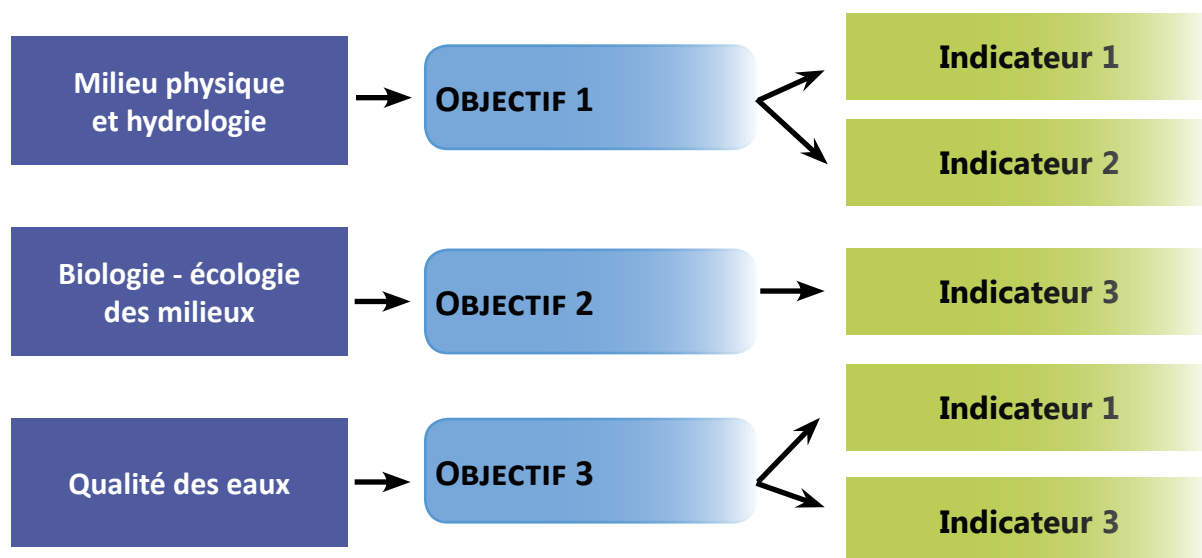 Milieu physique
et hydrologie
OBJECTIF 1
Indicateur 1
Indicateur 2
Biologie - écologie
des milieux
OBJECTIF 2
Indicateur 3
Qualité des eaux
OBJECTIF 3
Indicateur 1
Indicateur 3